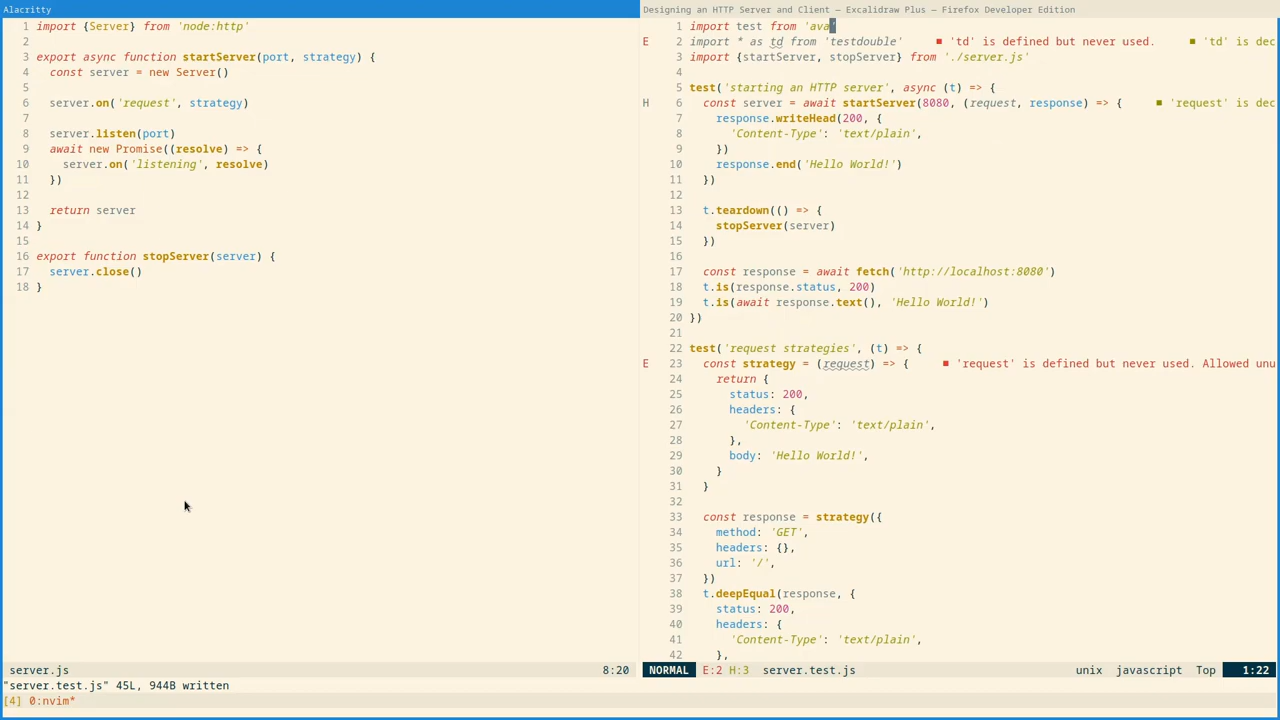 Alacritty
Designing an HTTP Server and Client — Excalidraw Plus — Firefox Developer Edition
1 import {Server} from 'node:http'
2
3 export async function startServer(port, strategy) {
4 const server = new Server()
5
6 server.on('request', strategy)
7
8 server.listen(port)
9 await new Promise((resolve) => {
10 server.on('listening', resolve)
11 })
12
13 return server
14 }
15
16 export function stopServer(server) {
17 server.close()
18 }
server.js 8:20
1 import test from 'ava'
E 2 import * as td from 'testdouble' ■ 'td' is defined but never used. ■ 'td' is dec
3 import {startServer, stopServer} from './server.js'
4
5 test('starting an HTTP server', async (t) => {
H 6 const server = await startServer(8080, (request, response) => { ■ 'request' is dec
7 response.writeHead(200, {
8 'Content-Type': 'text/plain',
9 })
10 response.end('Hello World!')
11 })
12
13 t.teardown(() => {
14 stopServer(server)
15 })
16
17 const response = await fetch('http://localhost:8080')
18 t.is(response.status, 200)
19 t.is(await response.text(), 'Hello World!')
20 })
21
22 test('request strategies', (t) => {
E 23 const strategy = (request) => { ■ 'request' is defined but never used. Allowed unu
24 return {
25 status: 200,
26 headers: {
27 'Content-Type': 'text/plain',
28 },
29 body: 'Hello World!',
30 }
31 }
32
33 const response = strategy({
34 method: 'GET',
35 headers: {},
36 url: '/',
37 })
38 t.deepEqual(response, {
39 status: 200,
40 headers: {
41 'Content-Type': 'text/plain',
42 },
NORMAL E:2 H:3 server.test.js unix javascript Top 1:22
"server.test.js" 45L, 944B written
[4] 0:nvim*